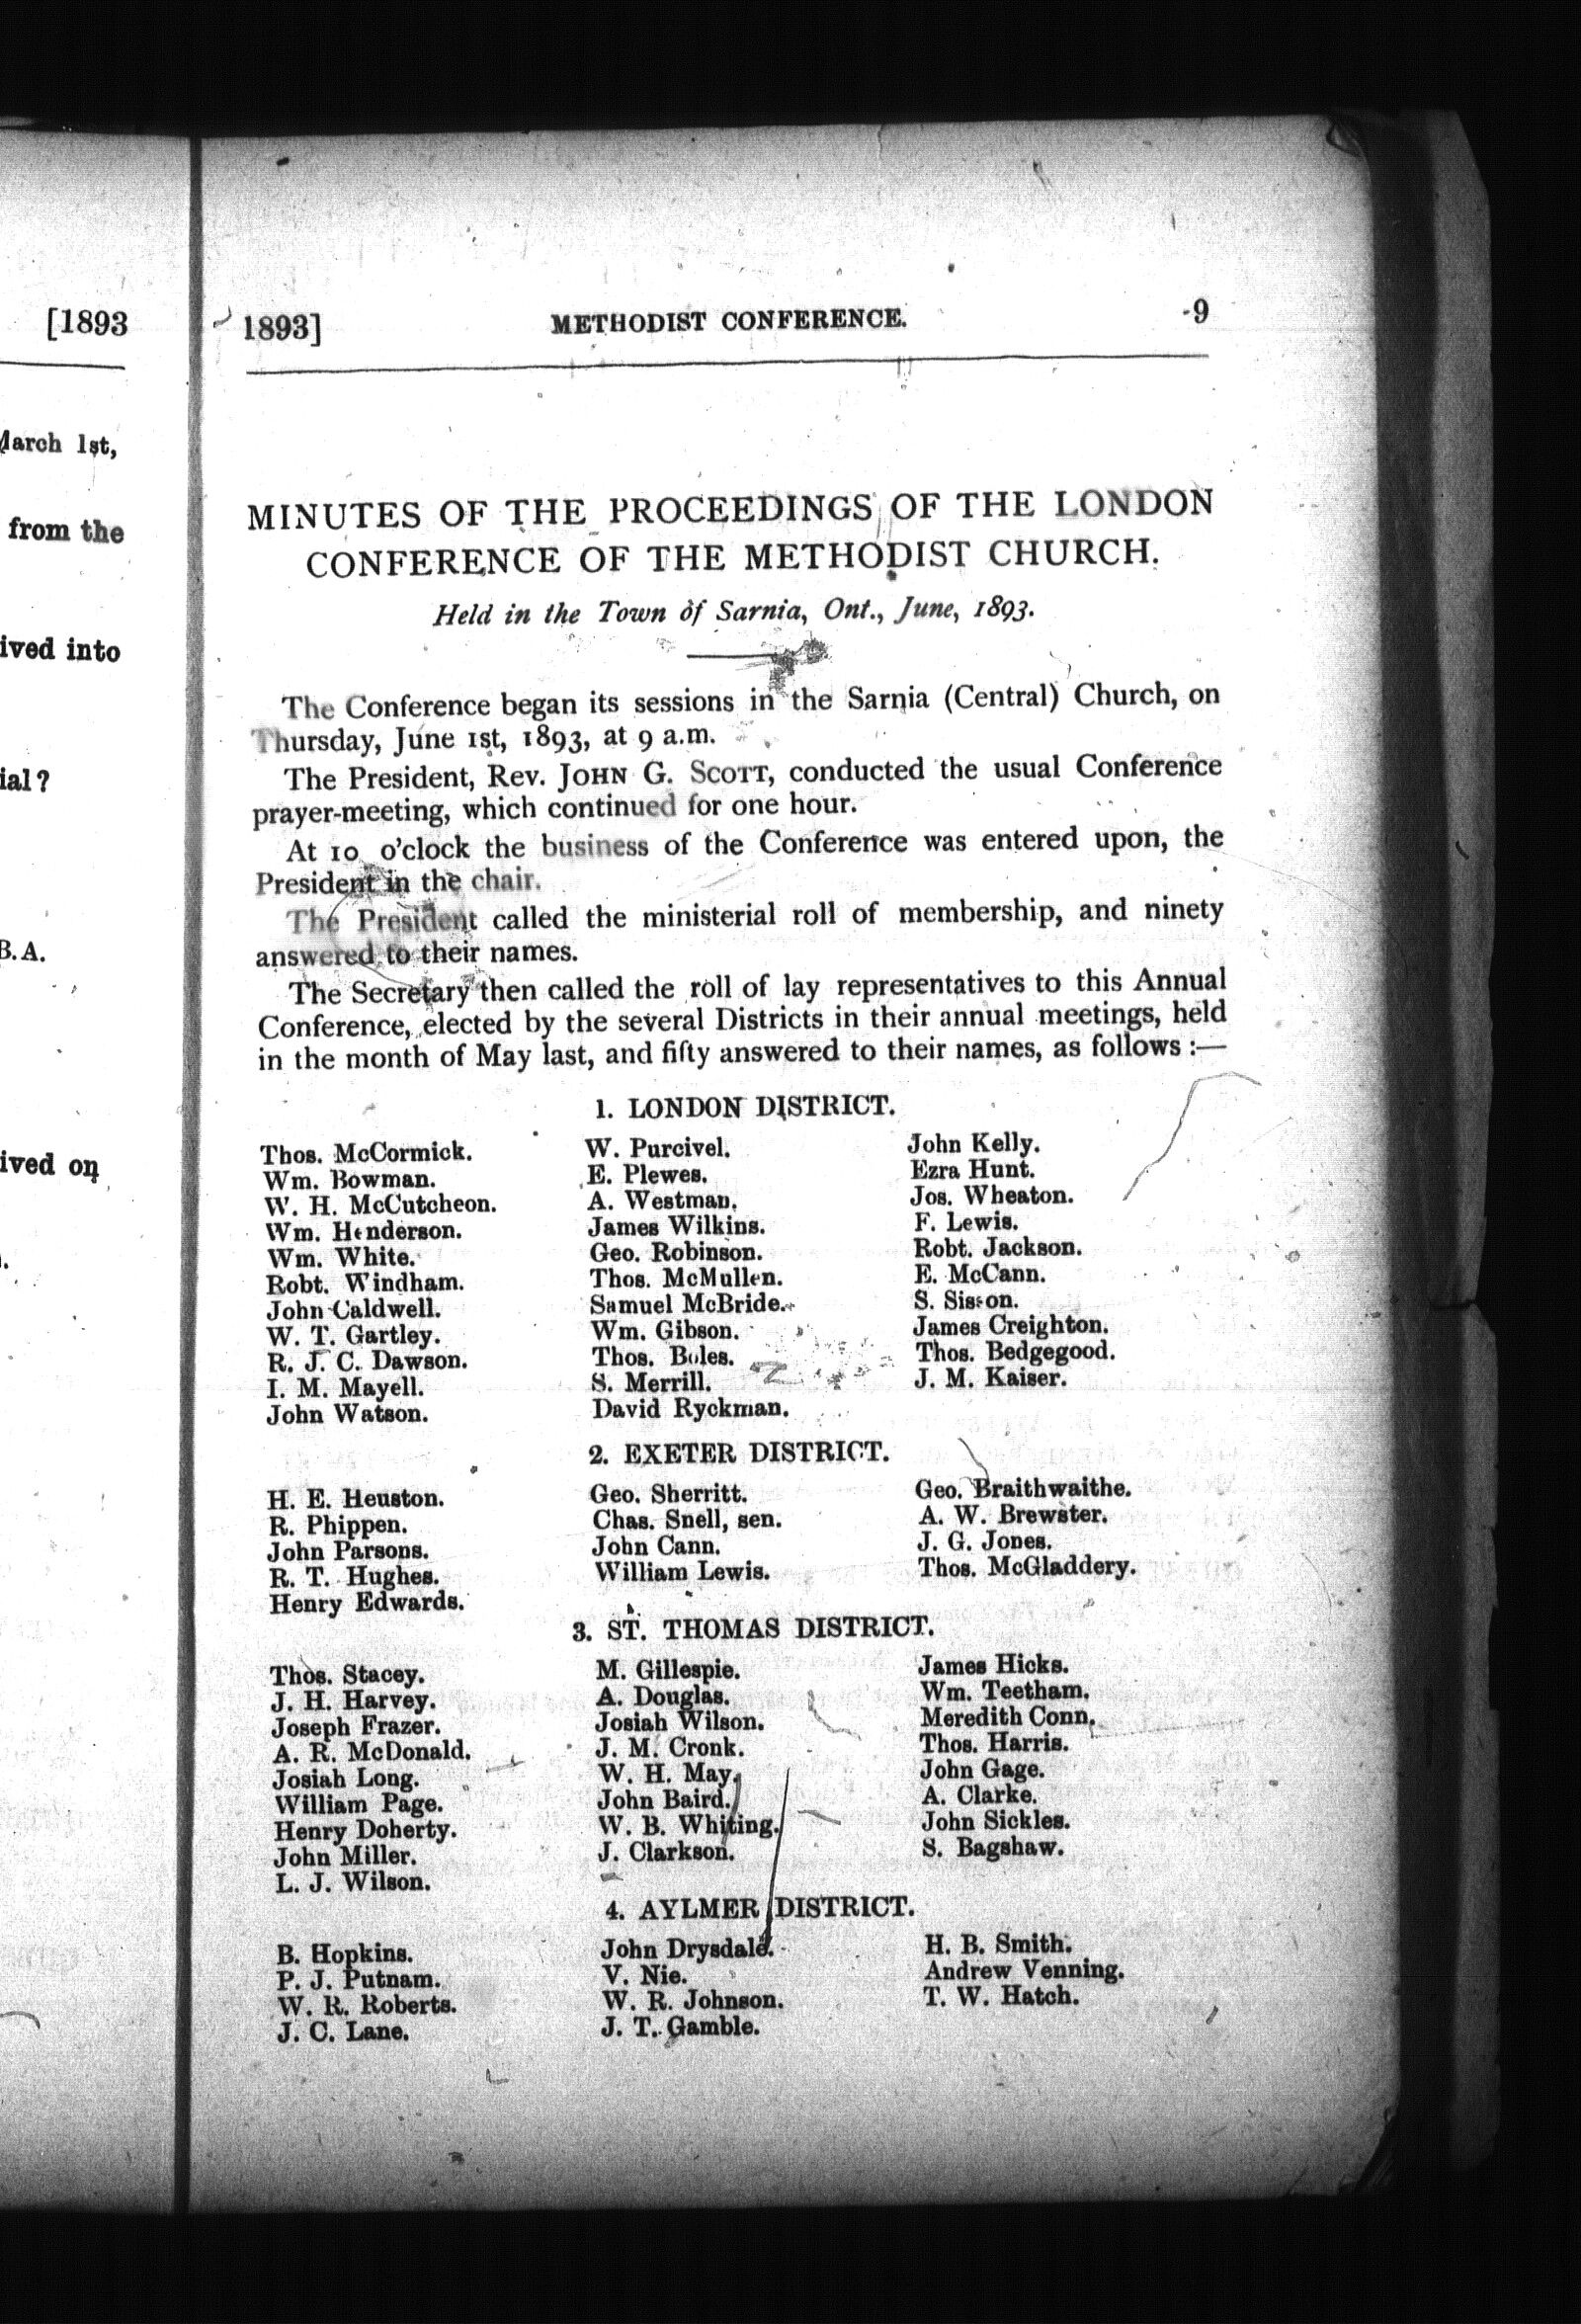 [1893
March 1st,
from the
ived into
ial?
B.A.
ived on
1893] METHODIST CONFERENCE. 9
MINUTES OF THE PROCEEDINGS OF THE LONDON
CONFERENCE OF THE METHODIST CHURCH.
Held in the Town of Sarnia, Ont., June, 1893.
The Conference began its sessions in the Sarnia (Central) Church, on
Thursday, June 1st, 1893, at 9 a.m.
The President, Rev. JOHN G. SCOTT, conducted the usual Conference
prayer-meeting, which continued for one hour.
At 10 o'clock the business of the Conference was entered upon, the
President in the chair.
The President called the ministerial roll of membership, and ninety
answered to their names.
The Secretary then called the roll of lay representatives to this Annual
Conference, elected by the several Districts in their annual meetings, held
in the month of May last, and fifty answered to their names, as follows :—
1. LONDON DISTRICT.
Thos. McCormick. W. Purcivel. John Kelly.
Wm. Bowman. E. Plewes. Ezra Hunt.
W. H. McCutcheon. A. Westman. Jos. Wheaton.
Wm. Henderson. James Wilkins. F. Lewis.
Wm. White. Geo. Robinson. Robt. Jackson.
Robt. Windham. Thos. McMullen. E. McCann.
John Caldwell. Samuel McBride. S. Sisson.
W. T. Gartley. Wm. Gibson. James Creighton.
R. J. C. Dawson. Thos. Boles. Thos. Bedgegood.
I. M. Mayell. S. Merrill. J. M. Kaiser.
John Watson. David Ryckman.
2. EXETER DISTRICT.
H. E. Heuston. Geo. Sherritt. Geo. Braithwaithe.
R. Phippen. Chas. Snell, sen. A. W. Brewster.
John Parsons. John Cann. J. G. Jones.
R. T. Hughes. William Lewis. Thos. McGladdery.
Henry Edwards.
3. ST. THOMAS DISTRICT.
Thos. Stacey. M. Gillespie. James Hicks.
J. H. Harvey. A. Douglas. Wm. Teetham.
Joseph Frazer. Josiah Wilson. Meredith Conn.
A. R. McDonald. J. M. Cronk. Thos. Harris.
Josiah Long. W. H. May. John Gage.
William Page. John Baird. A. Clarke.
Henry Doherty. W. B. Whiting. John Sickles.
John Miller. J. Clarkson. S. Bagshaw.
L. J. Wilson.
4. AYLMER DISTRICT.
B. Hopkins. John Drysdale. H. B. Smith.
P. J. Putnam. V. Nie. Andrew Venning.
W. R. Roberts. W. R. Johnson. T. W. Hatch.
J. C. Lane. J. T. Gamble.